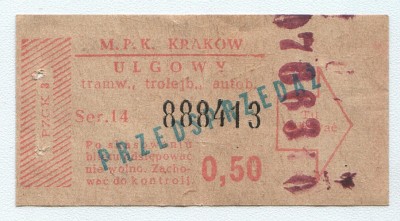 M.P.K. KRAKÓW
ULGOWY
tramw., trolejb., autob.
Ser. 14 888413
PRZEDSPRZEDAŻ
Po skasowaniu
biletu odstępować
nie wolno. Zacho-
wać do kontroli.
0,50